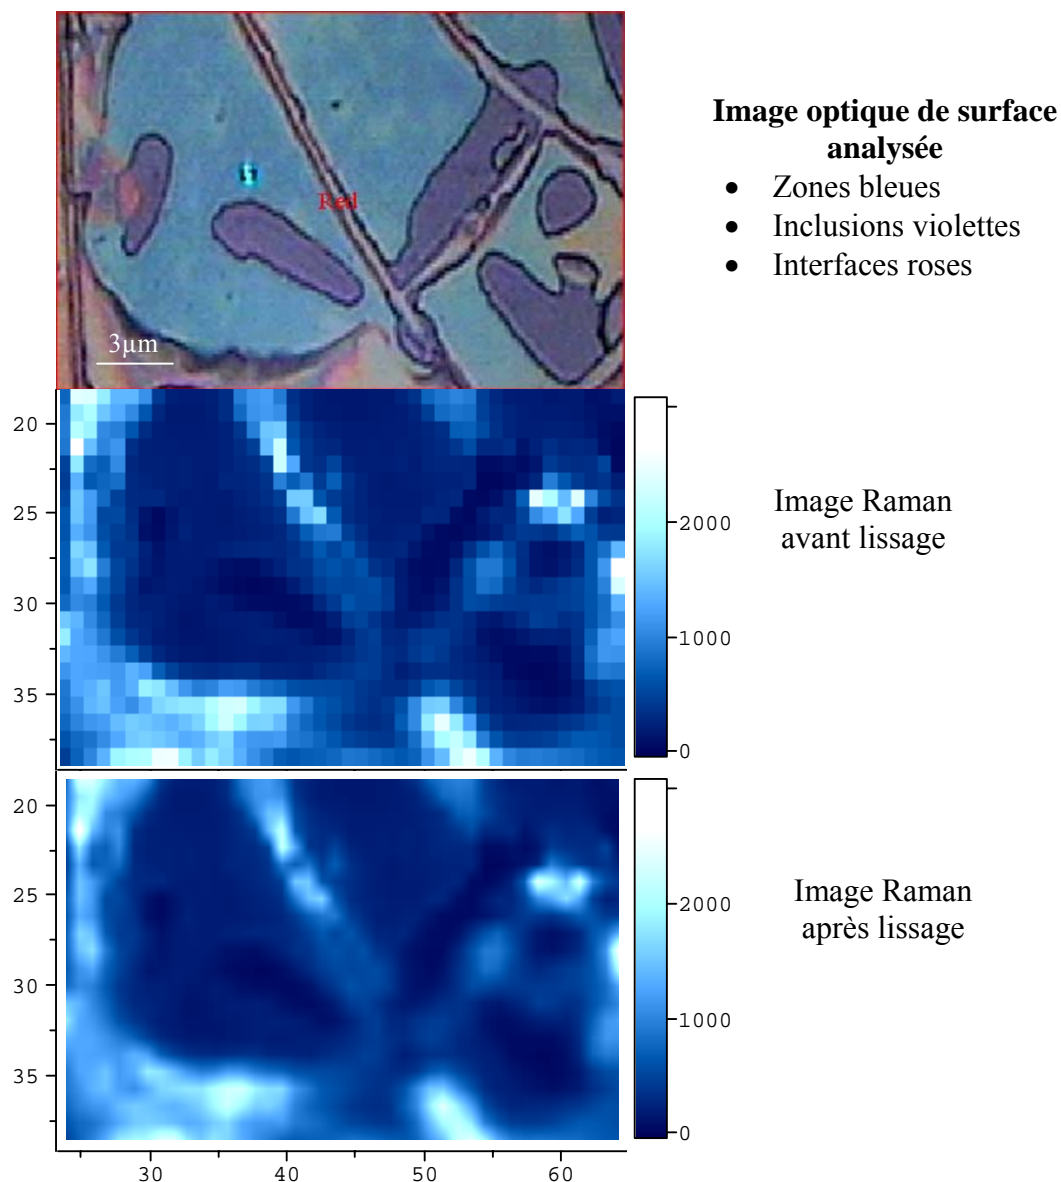 Red
3µm
Image optique de surface
analysée
• Zones bleues
• Inclusions violettes
• Interfaces roses
20
25
30
35
2000
1000
0
Image Raman
avant lissage
20
25
30
35
2000
1000
0
Image Raman
après lissage
30 40 50 60